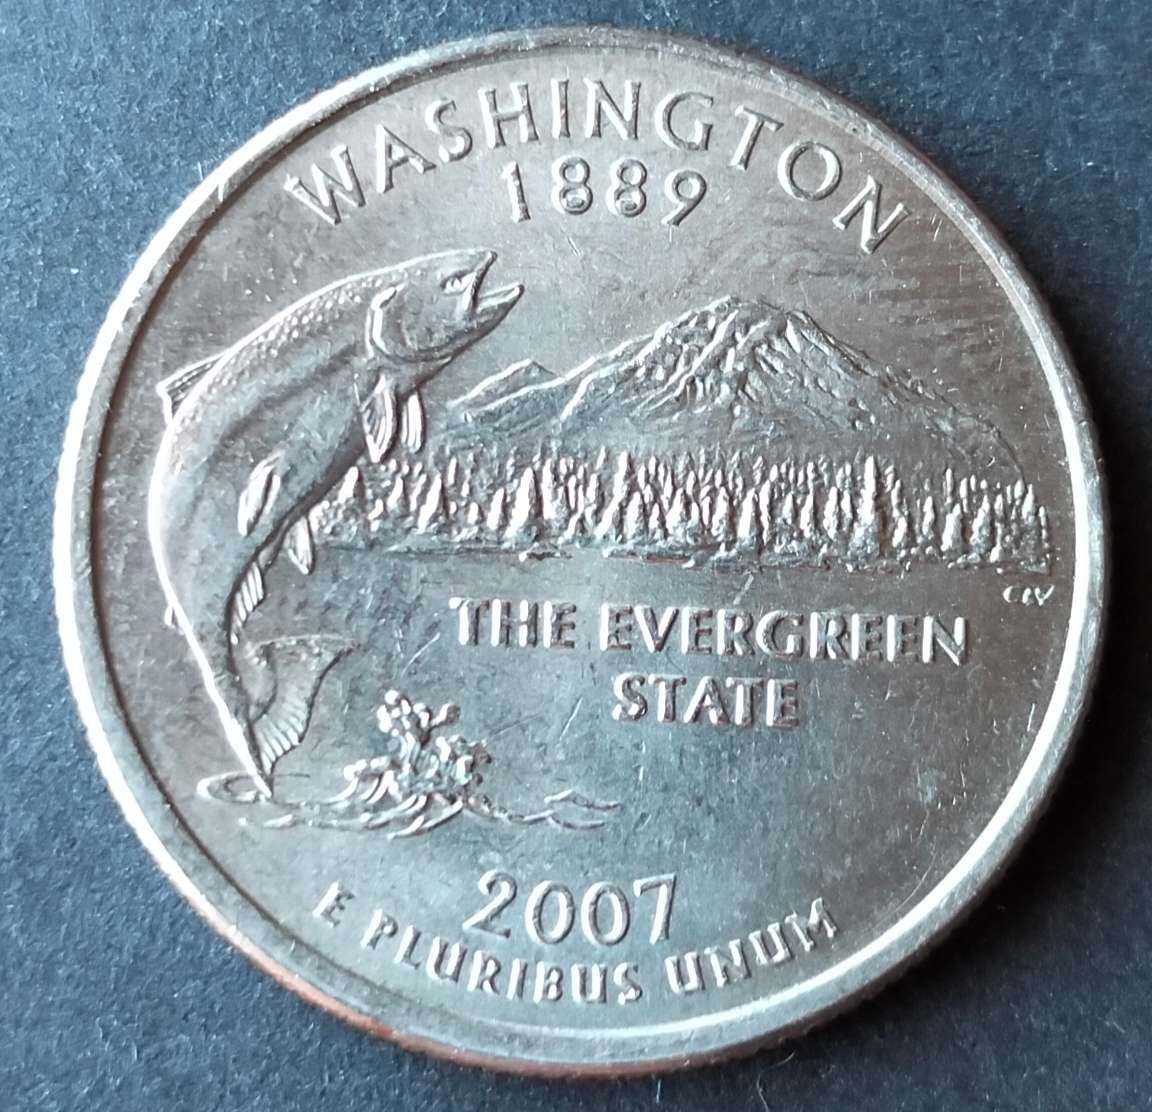 WASHINGTON
1889
THE EVERGREEN
STATE
2007
E PLURIBUS UNUM